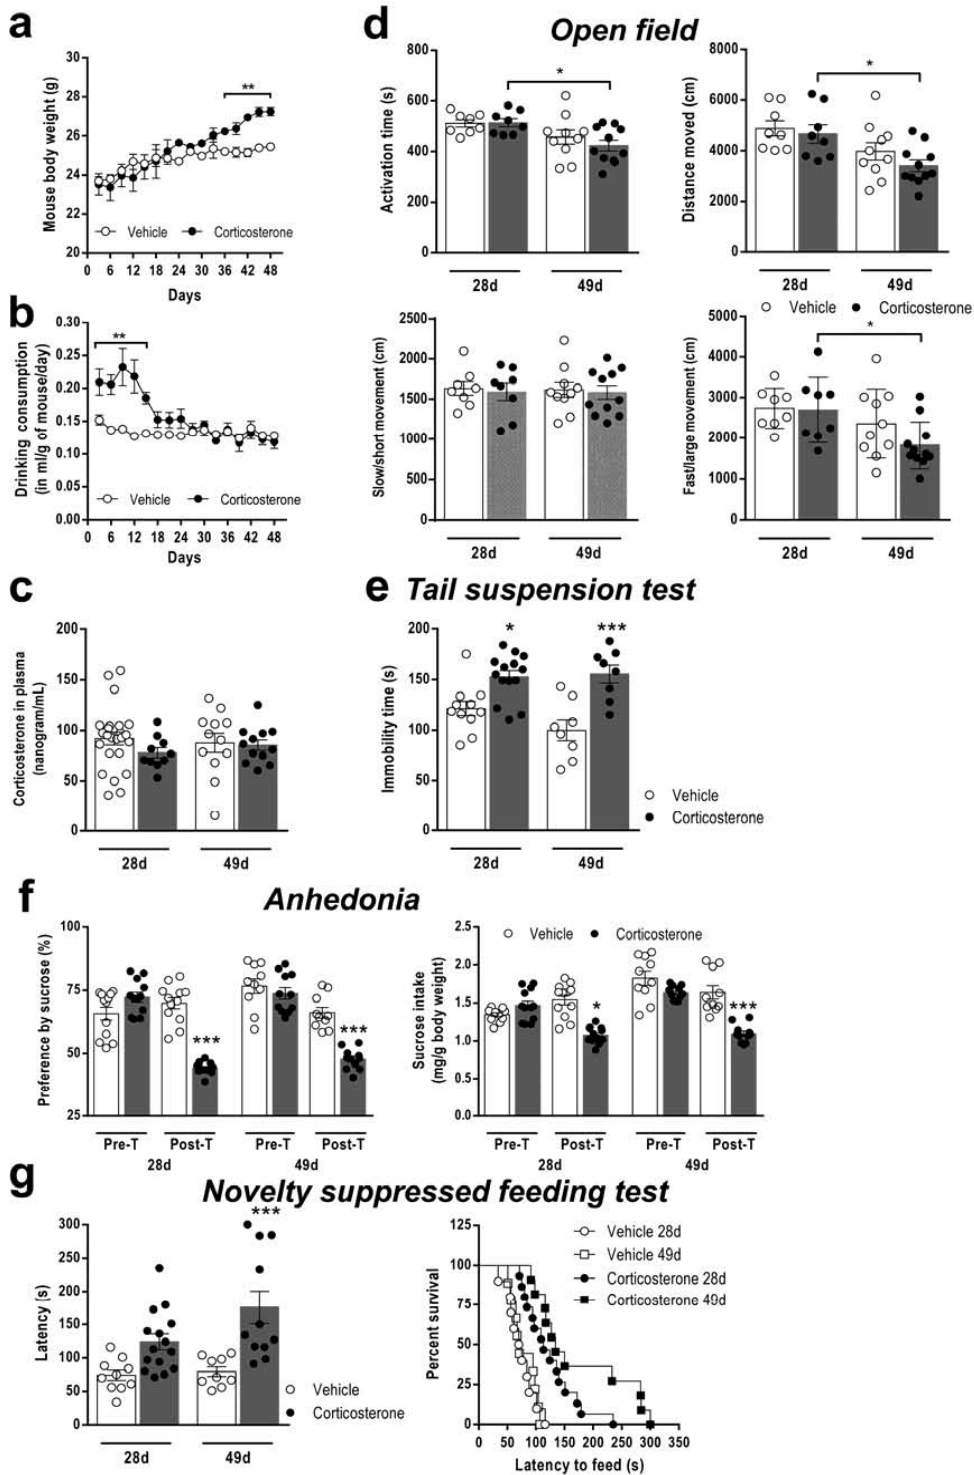 a
Mouse body weight (g)
30
28
26
24
22
20
**
Vehicle
Corticosterone
0 6 12 18 24 30 36 42 48
Days
b
Drinking consumption
(in ml/g of mouse/day)
0.30
0.25
0.20
0.15
0.10
0.05
0.00
**
Vehicle
Corticosterone
0 6 12 18 24 30 36 42 48
Days
c
Corticosterone in plasma
(nanogram/mL)
200
150
100
50
0
28d 49d
d
Open field
Activation time (s)
800
600
400
200
0
*
28d 49d
Distance moved (cm)
8000
6000
4000
2000
0
*
28d 49d
Vehicle
Corticosterone
Slow/short movement (cm)
2500
2000
1500
1000
500
0
28d 49d
Fast/large movement (cm)
5000
4000
3000
2000
1000
0
*
28d 49d
e
Tail suspension test
Immobility time (s)
200
150
100
50
0
* ***
28d 49d
Vehicle
Corticosterone
f
Anhedonia
Preference by sucrose (%)
100
75
50
25
*** ***
Pre-T Post-T Pre-T Post-T
28d 49d
Sucrose intake
(mg/g body weight)
2.5
2.0
1.5
1.0
0.5
0.0
Vehicle
Corticosterone
* ***
Pre-T Post-T Pre-T Post-T
28d 49d
g
Novelty suppressed feeding test
Latency (s)
300
250
200
150
100
50
0
***
28d 49d
Vehicle
Corticosterone
Percent survival
125
100
75
50
25
0
Vehicle 28d
Vehicle 49d
Corticosterone 28d
Corticosterone 49d
0 50 100 150 200 250 300 350
Latency to feed (s)